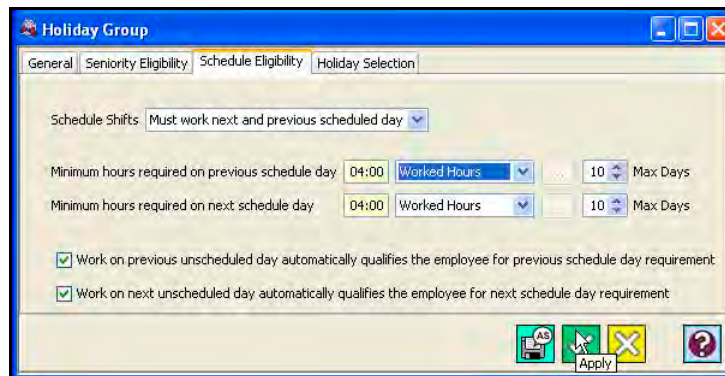 Holiday Group
General Seniority Eligibility Schedule Eligibility Holiday Selection
Schedule Shifts Must work next and previous scheduled day
Minimum hours required on previous schedule day 04:00 Worked Hours ... 10 Max Days
Minimum hours required on next schedule day 04:00 Worked Hours ... 10 Max Days
Work on previous unscheduled day automatically qualifies the employee for previous schedule day requirement
Work on next unscheduled day automatically qualifies the employee for next schedule day requirement
AS
Apply